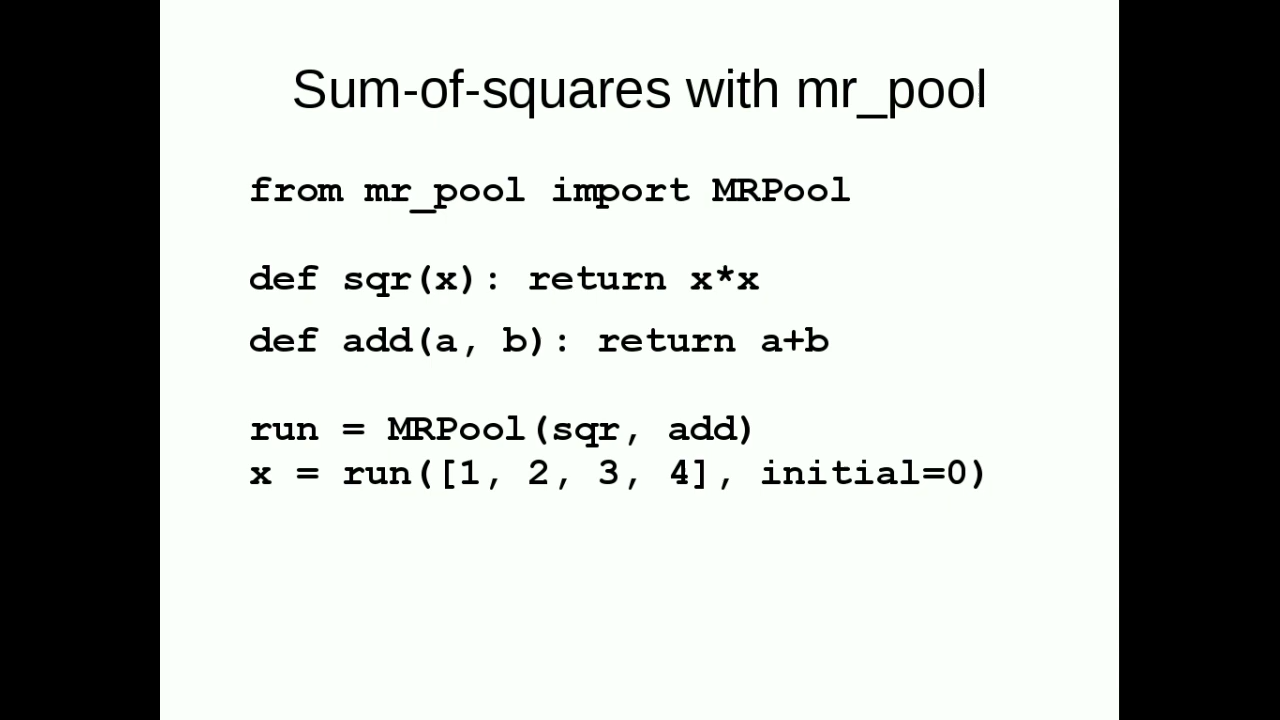 Sum-of-squares with mr_pool
from mr_pool import MRPool
def sqr(x): return x*x
def add(a, b): return a+b
run = MRPool(sqr, add)
x = run([1, 2, 3, 4], initial=0)